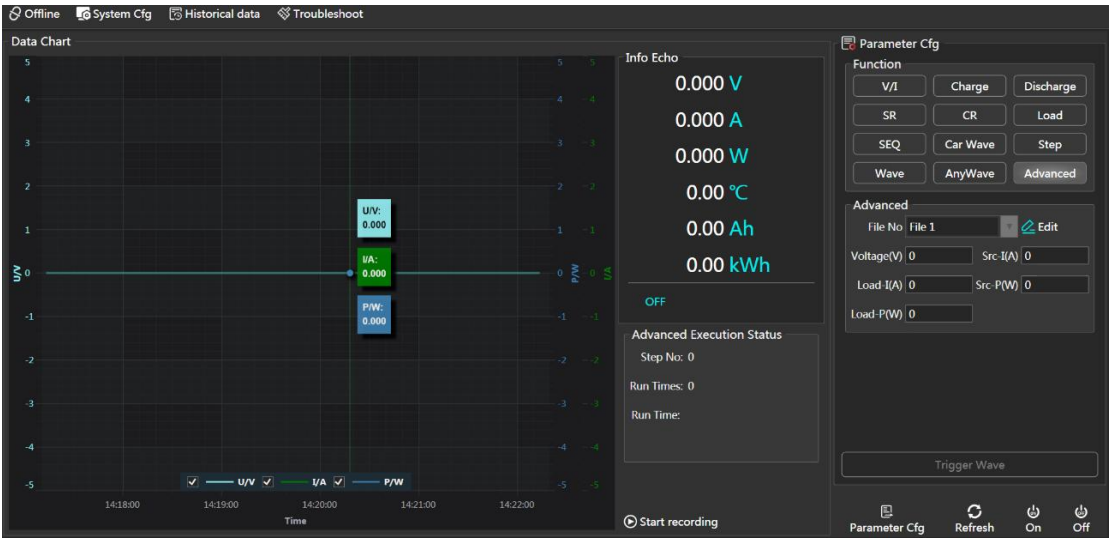 Offline System Cfg Historical data Troubleshoot
Data Chart
5
4
3
2
1
0
-1
-2
-3
-4
-5
U/V
U/V:
0.000
I/A:
0.000
P/W:
0.000
5 5
4 4
3 3
2 2
1 1
0 0
-1 -1
-2 -2
-3 -3
-4 -4
-5 -5
P/W
I/A
U/V I/A P/W
14:18:00 14:19:00 14:20:00 14:21:00 14:22:00
Time
Info Echo
0.000 V
0.000 A
0.000 W
0.00 ℃
0.00 Ah
0.00 kWh
OFF
Advanced Execution Status
Step No: 0
Run Times: 0
Run Time:
Start recording
Parameter Cfg
Function
V/I Charge Discharge
SR CR Load
SEQ Car Wave Step
Wave AnyWave Advanced
Advanced
File No File 1 Edit
Voltage(V) 0 Src-I(A) 0
Load-I(A) 0 Src-P(W) 0
Load-P(W) 0
Trigger Wave
Parameter Cfg Refresh On Off